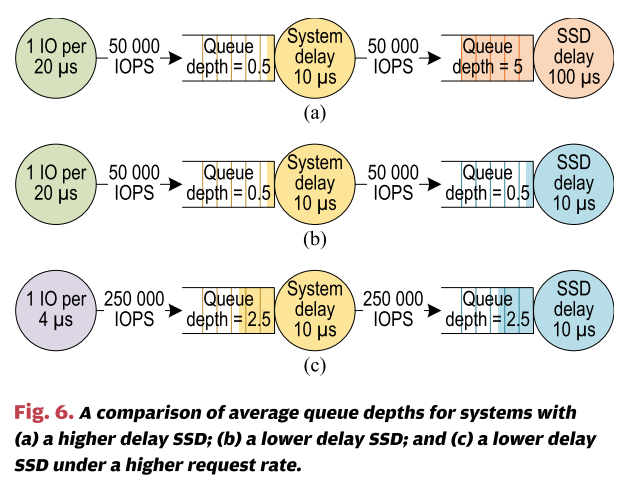 1 IO per
20 µs
50 000
IOPS
Queue
depth = 0.5
System
delay
10 µs
50 000
IOPS
Queue
depth = 5
SSD
delay
100 µs
(a)
1 IO per
20 µs
50 000
IOPS
Queue
depth = 0.5
System
delay
10 µs
50 000
IOPS
Queue
depth = 0.5
SSD
delay
10 µs
(b)
1 IO per
4 µs
250 000
IOPS
Queue
depth = 2.5
System
delay
10 µs
250 000
IOPS
Queue
depth = 2.5
SSD
delay
10 µs
(c)
Fig. 6. A comparison of average queue depths for systems with
(a) a higher delay SSD; (b) a lower delay SSD; and (c) a lower delay
SSD under a higher request rate.